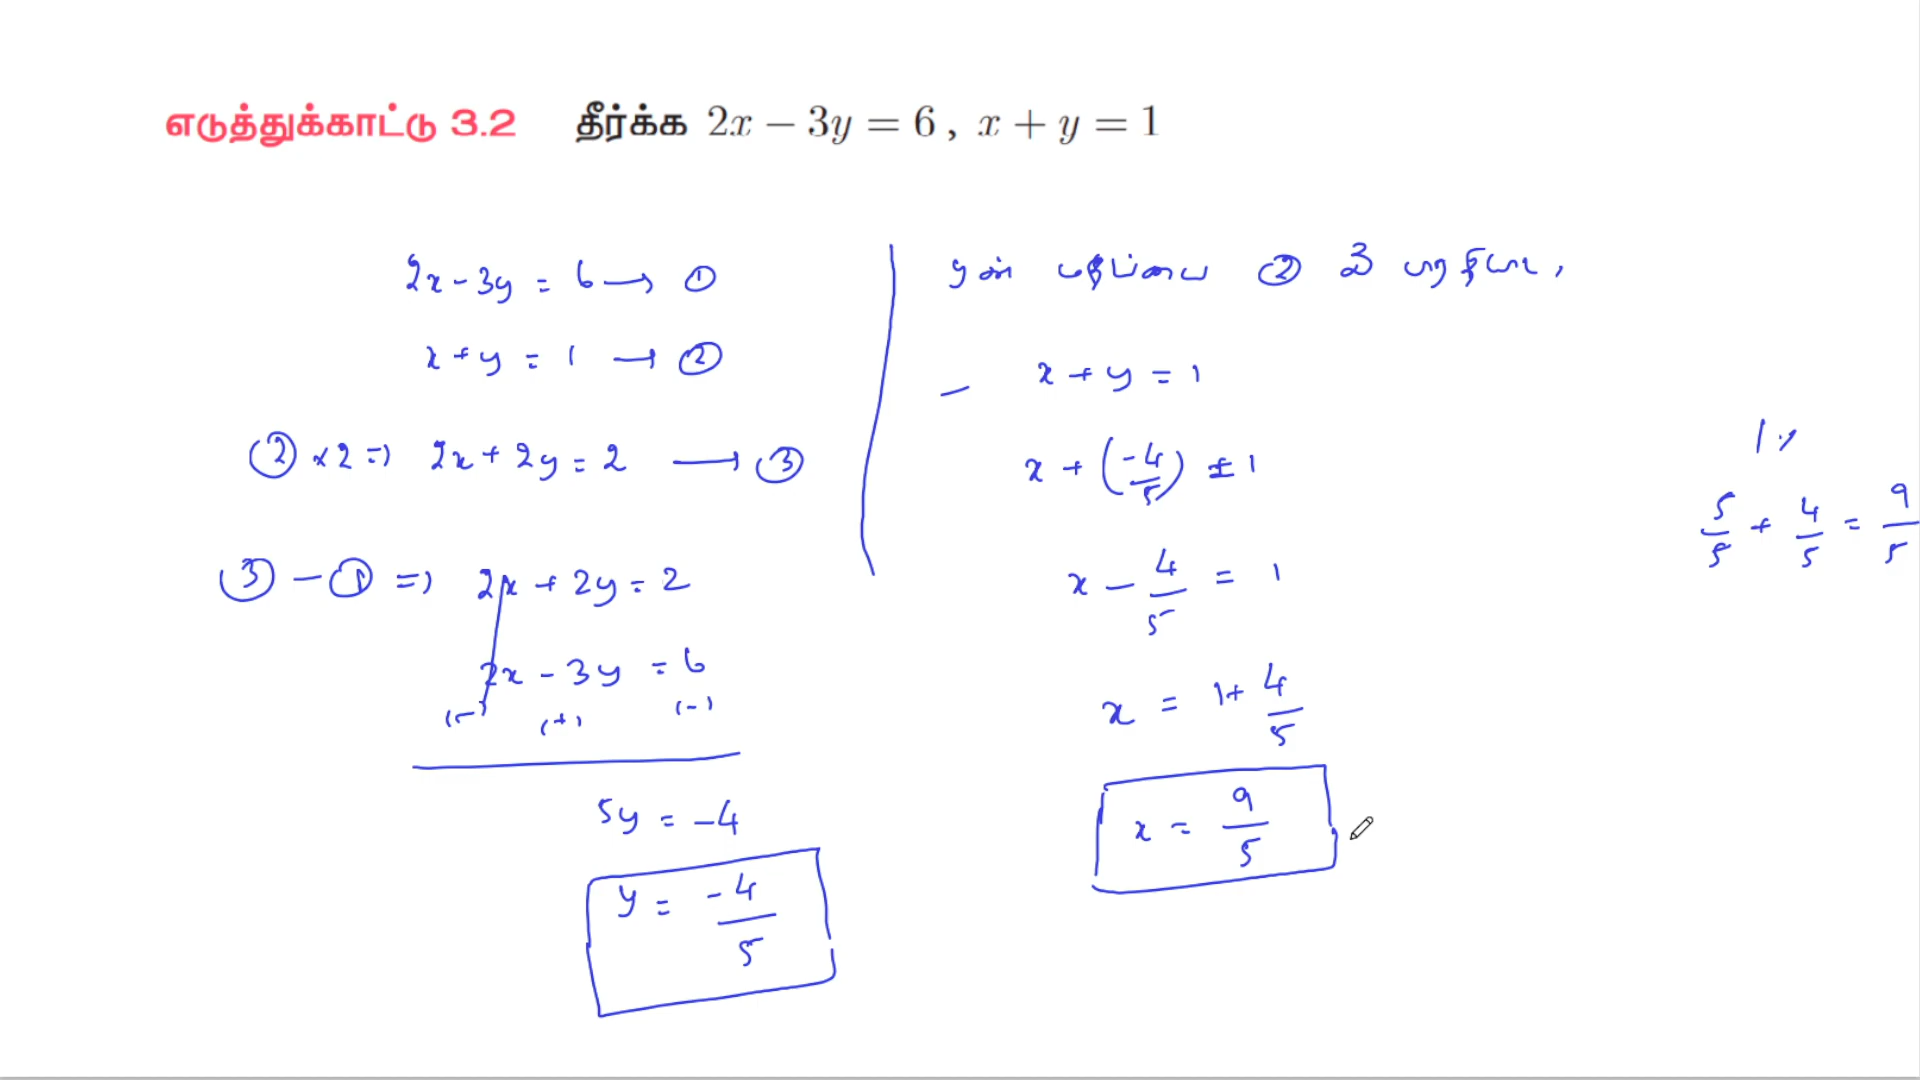 எடுத்துக்காட்டு 3.2 தீர்க்க 2x − 3y = 6 , x + y = 1
2x - 3y = 6 → ①
x + y = 1 → ②
② × 2 ⇒ 2x + 2y = 2 → ③
③ − ① ⇒ 2x + 2y = 2
2x - 3y = 6
(-) (+) (-)
5y = -4
y = -4/5
y ன் மதிப்பை ② ல்
x + y = 1
x + (-4/5) = 1
x - 4/5 = 1
x = 1 + 4/5
x = 9/5
5/5 + 4/5 = 9/5